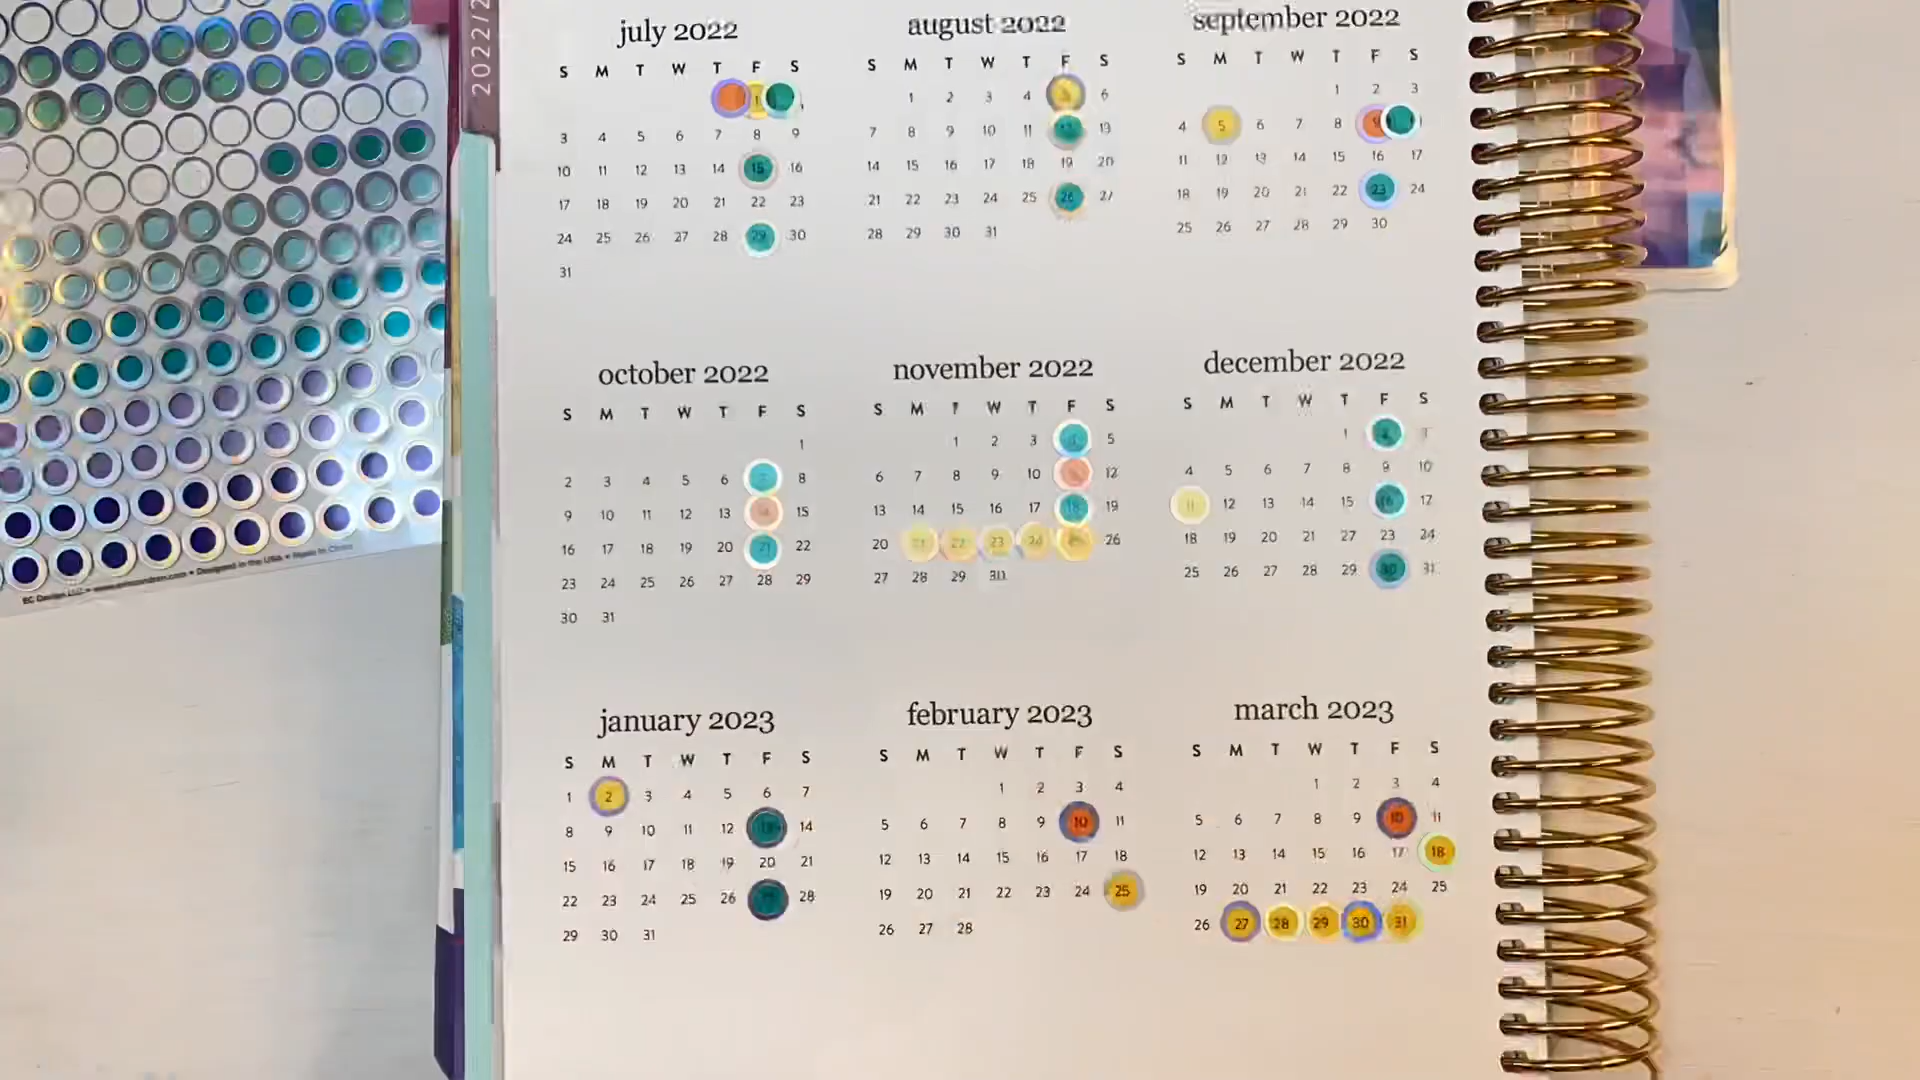 2022/2
july 2022 august 2022 september 2022
S M T W T F S S M T W T F S S M T W T F S
1 2 3 4 6 1 2 3
3 4 5 6 7 8 9 7 8 9 10 11 13 4 5 6 7 8
10 11 12 13 14 15 16 14 15 16 17 18 19 20 11 12 13 14 15 16 17
17 18 19 20 21 22 23 21 22 23 24 25 26 27 18 19 20 21 22 23 24
24 25 26 27 28 29 30 28 29 30 31 25 26 27 28 29 30
31
october 2022 november 2022 december 2022
S M T W T F S S M T W T F S S M T W T F S
1 1 2 3 5 1
2 3 4 5 6 8 6 7 8 9 10 12 4 5 6 7 8 9 10
9 10 11 12 13 14 15 13 14 15 16 17 18 19 11 12 13 14 15 16 17
16 17 18 19 20 21 22 20 21 22 23 24 26 18 19 20 21 22 23 24
23 24 25 26 27 28 29 27 28 29 30 25 26 27 28 29 30 31
30 31
january 2023 february 2023 march 2023
S M T W T F S S M T W T F S S M T W T F S
1 2 3 4 5 6 7 1 2 3 4 1 2 3 4
8 9 10 11 12 13 14 5 6 7 8 9 10 11 5 6 7 8 9 10 11
15 16 17 18 19 20 21 12 13 14 15 16 17 18 12 13 14 15 16 17 18
22 23 24 25 26 28 19 20 21 22 23 24 25 19 20 21 22 23 24 25
29 30 31 26 27 28 26 27 28 29 30 31
EC Design Designed in the USA • Made in China